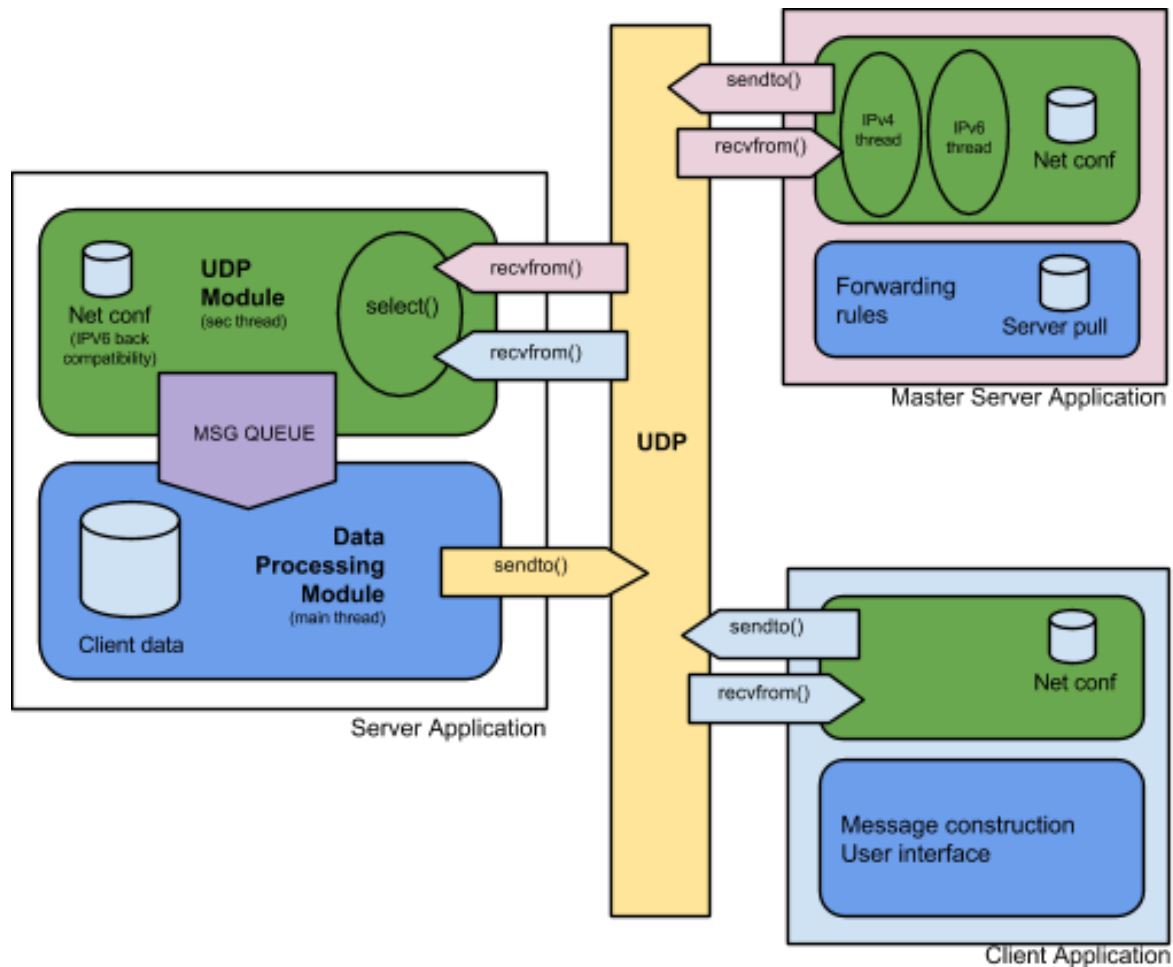 sendto()
recvfrom()
IPv4
thread
IPv6
thread
Net conf
Forwarding
rules
Server pull
Master Server Application
UDP
Module
(sec thread)
Net conf
(IPV6 back
compatibility)
select()
recvfrom()
recvfrom()
MSG QUEUE
Data
Processing
Module
(main thread)
Client data
sendto()
Server Application
UDP
sendto()
recvfrom()
Net conf
Message construction
User interface
Client Application